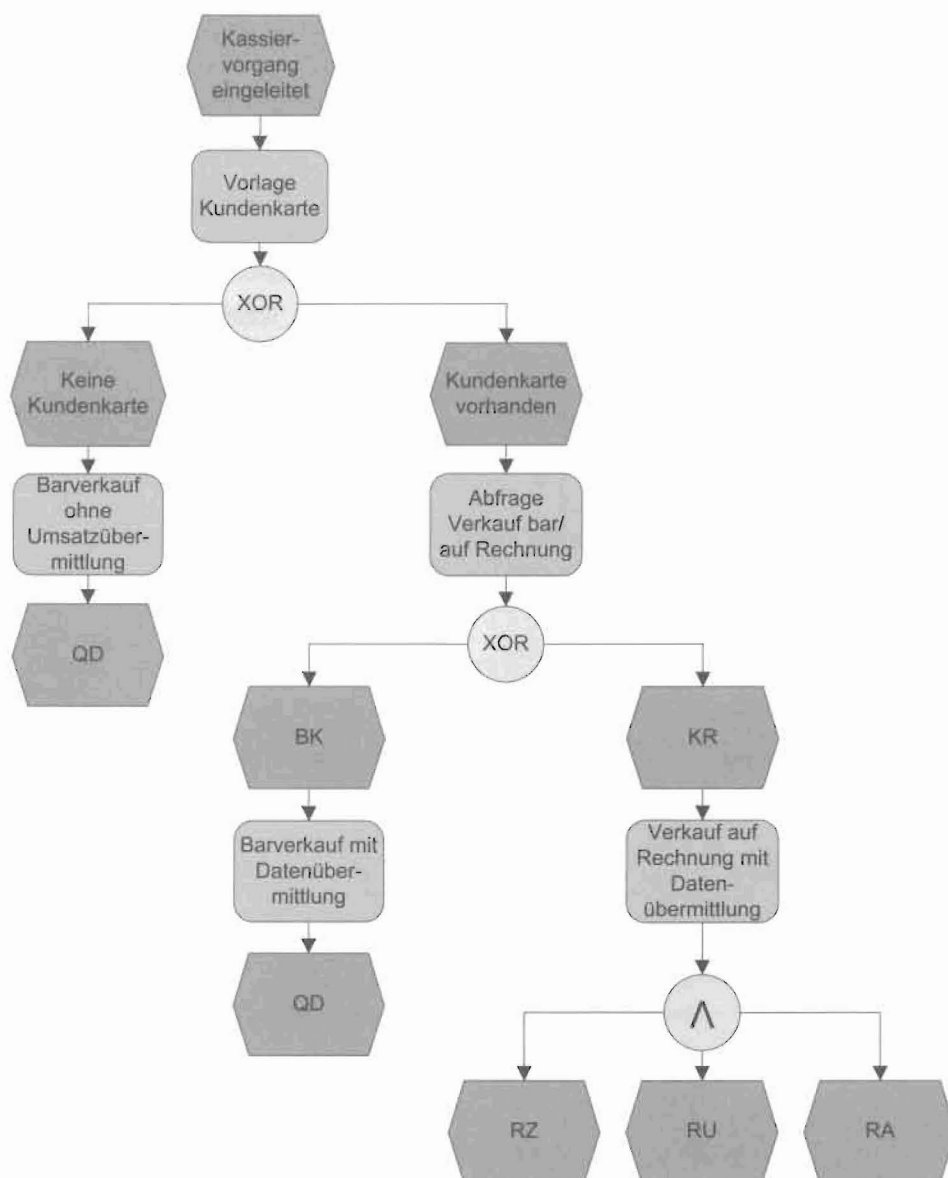 Kassier-
vorgang
eingeleitet
Vorlage
Kundenkarte
XOR
Keine
Kundenkarte
Kundenkarte
vorhanden
Barverkauf
ohne
Umsatzüber-
mittlung
Abfrage
Verkauf bar/
auf Rechnung
QD
XOR
BK
KR
Barverkauf mit
Datenüber-
mittlung
Verkauf auf
Rechnung mit
Daten-
übermittlung
QD
Λ
RZ
RU
RA